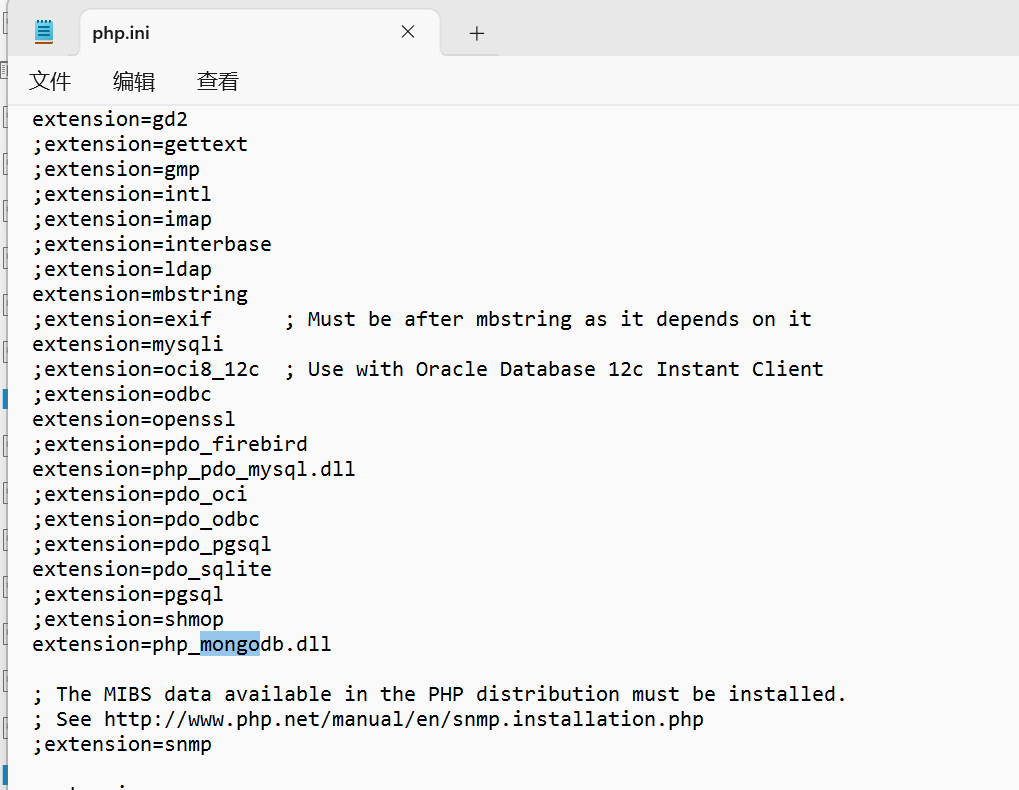 php.ini
文件 编辑 查看
extension=gd2
;extension=gettext
;extension=gmp
;extension=intl
;extension=imap
;extension=interbase
;extension=ldap
extension=mbstring
;extension=exif      ; Must be after mbstring as it depends on it
extension=mysqli
;extension=oci8_12c  ; Use with Oracle Database 12c Instant Client
;extension=odbc
extension=openssl
;extension=pdo_firebird
extension=php_pdo_mysql.dll
;extension=pdo_oci
;extension=pdo_odbc
;extension=pdo_pgsql
extension=pdo_sqlite
;extension=pgsql
;extension=shmop
extension=php_mongodb.dll
; The MIBS data available in the PHP distribution must be installed.
; See http://www.php.net/manual/en/snmp.installation.php
;extension=snmp